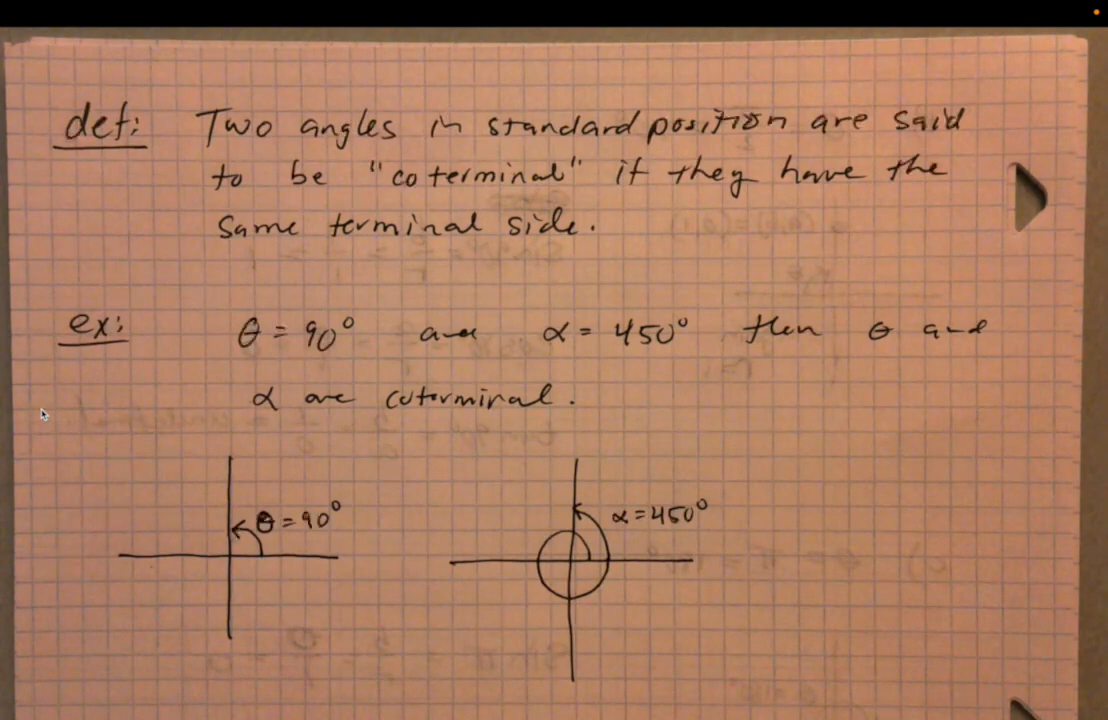 def: Two angles in standard position are said
to be "coterminal" if they have the
same terminal side.
ex: θ = 90° and α = 450° then θ and
α are coterminal.
θ = 90°
α = 450°